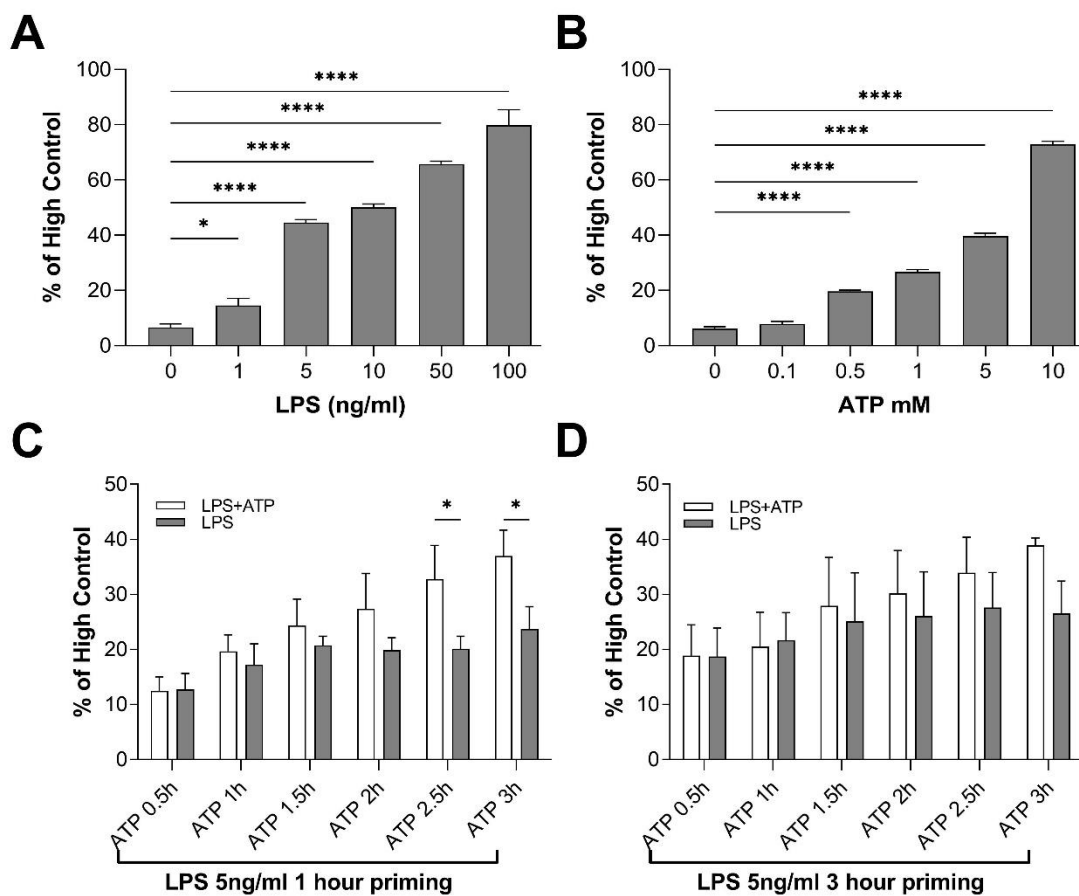 A
% of High Control
100
80
60
40
20
0
****
****
****
****
*
0 1 5 10 50 100
LPS (ng/ml)
B
% of High Control
100
80
60
40
20
0
****
****
****
****
0 0.1 0.5 1 5 10
ATP mM
C
% of High Control
50
40
30
20
10
0
LPS+ATP
LPS
* *
ATP 0.5h
ATP 1h
ATP 1.5h
ATP 2h
ATP 2.5h
ATP 3h
LPS 5ng/ml 1 hour priming
D
% of High Control
50
40
30
20
10
0
LPS+ATP
LPS
ATP 0.5h
ATP 1h
ATP 1.5h
ATP 2h
ATP 2.5h
ATP 3h
LPS 5ng/ml 3 hour priming